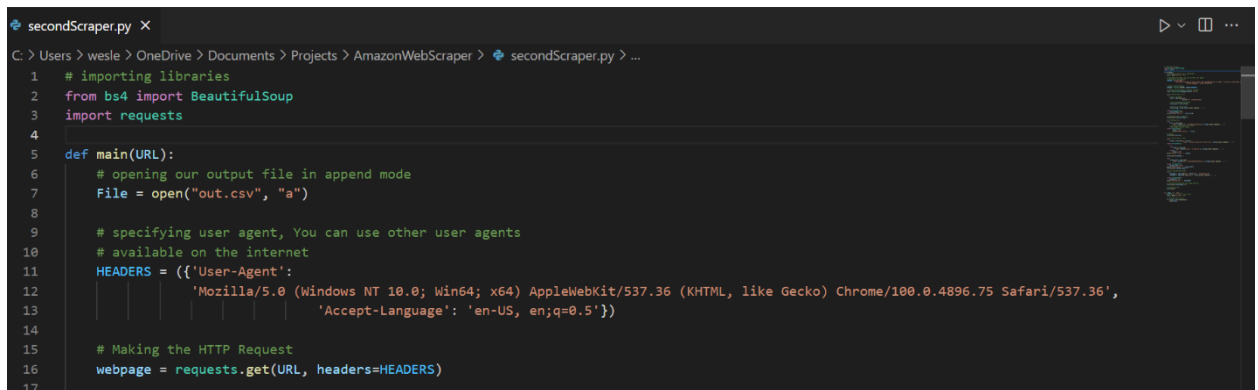 secondScraper.py ×
C: > Users > wesle > OneDrive > Documents > Projects > AmazonWebScraper > secondScraper.py > ...
1 # importing libraries
2 from bs4 import BeautifulSoup
3 import requests
4
5 def main(URL):
6 # opening our output file in append mode
7 File = open("out.csv", "a")
8
9 # specifying user agent, You can use other user agents
10 # available on the internet
11 HEADERS = ({'User-Agent':
12 'Mozilla/5.0 (Windows NT 10.0; Win64; x64) AppleWebKit/537.36 (KHTML, like Gecko) Chrome/100.0.4896.75 Safari/537.36',
13 'Accept-Language': 'en-US, en;q=0.5'})
14
15 # Making the HTTP Request
16 webpage = requests.get(URL, headers=HEADERS)
17